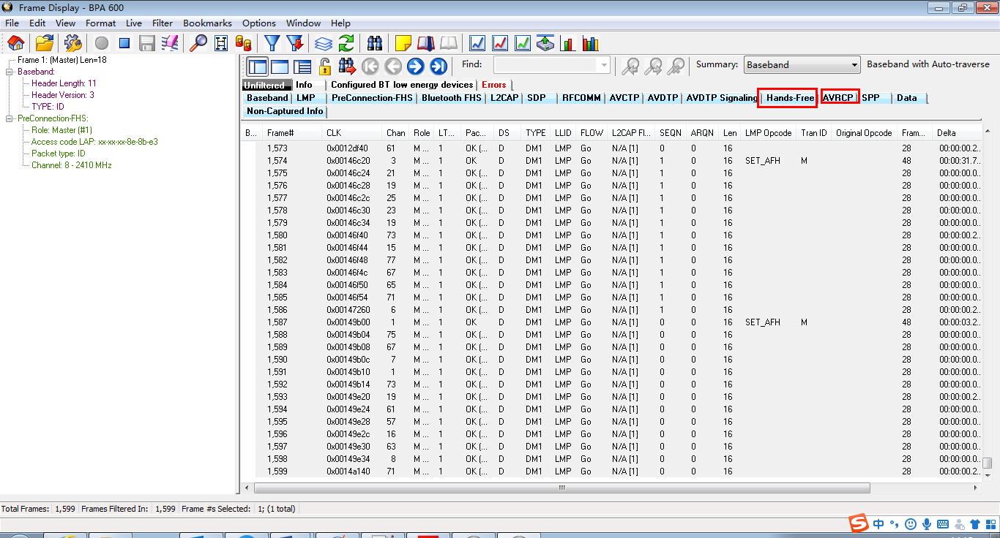 Frame Display - BPA 600
File Edit View Format Live Filter Bookmarks Options Window Help
Find: Summary: Baseband Baseband with Auto-traverse
Frame 1: (Master) Len=18
Baseband:
Header Length: 11
Header Version: 3
TYPE: ID
PreConnection-FHS:
Role: Master (#1)
Access code LAP: xx-xx-xx-8e-8b-e3
Packet type: ID
Channel: 8 - 2410 MHz
Unfiltered Info Configured BT low energy devices Errors
Baseband LMP PreConnection-FHS Bluetooth FHS L2CAP SDP RFCOMM AVCTP AVDTP AVDTP Signaling Hands-Free AVRCP SPP Data
Non-Captured Info
B... Frame# CLK Chan Role LT... Pac... DS TYPE LLID FLOW L2CAP Fl... SEQN ARQN Len LMP Opcode Tran ID Original Opcode Fram... Delta
1,573 0x0012df40 61 M ... 1 OK (... D DM1 LMP Go N/A [1] 0 0 16 28 00:00:00.2...
1,574 0x00146c20 3 M ... 1 OK D DM1 LMP Go N/A [1] 1 0 16 SET_AFH M 48 00:00:31.7...
1,575 0x00146c24 21 M ... 1 OK (... D DM1 LMP Go N/A [1] 1 0 16 28 00:00:00.0...
1,576 0x00146c28 19 M ... 1 OK (... D DM1 LMP Go N/A [1] 1 0 16 28 00:00:00.0...
1,577 0x00146c2c 25 M ... 1 OK (... D DM1 LMP Go N/A [1] 1 0 16 28 00:00:00.0...
1,578 0x00146c30 23 M ... 1 OK (... D DM1 LMP Go N/A [1] 1 0 16 28 00:00:00.0...
1,579 0x00146c34 19 M ... 1 OK (... D DM1 LMP Go N/A [1] 1 0 16 28 00:00:00.0...
1,580 0x00146f40 73 M ... 1 OK (... D DM1 LMP Go N/A [1] 1 0 16 28 00:00:00.2...
1,581 0x00146f44 15 M ... 1 OK (... D DM1 LMP Go N/A [1] 1 0 16 28 00:00:00.0...
1,582 0x00146f48 77 M ... 1 OK (... D DM1 LMP Go N/A [1] 1 0 16 28 00:00:00.0...
1,583 0x00146f4c 67 M ... 1 OK (... D DM1 LMP Go N/A [1] 1 0 16 28 00:00:00.0...
1,584 0x00146f50 65 M ... 1 OK (... D DM1 LMP Go N/A [1] 1 0 16 28 00:00:00.0...
1,585 0x00146f54 71 M ... 1 OK (... D DM1 LMP Go N/A [1] 1 0 16 28 00:00:00.0...
1,586 0x00147260 6 M ... 1 OK (... D DM1 LMP Go N/A [1] 1 0 16 28 00:00:00.2...
1,587 0x00149b00 1 M ... 1 OK D DM1 LMP Go N/A [1] 0 0 16 SET_AFH M 48 00:00:03.2...
1,588 0x00149b04 75 M ... 1 OK (... D DM1 LMP Go N/A [1] 0 0 16 28 00:00:00.0...
1,589 0x00149b08 67 M ... 1 OK (... D DM1 LMP Go N/A [1] 0 0 16 28 00:00:00.0...
1,590 0x00149b0c 7 M ... 1 OK (... D DM1 LMP Go N/A [1] 0 0 16 28 00:00:00.0...
1,591 0x00149b10 1 M ... 1 OK (... D DM1 LMP Go N/A [1] 0 0 16 28 00:00:00.0...
1,592 0x00149b14 73 M ... 1 OK (... D DM1 LMP Go N/A [1] 0 0 16 28 00:00:00.0...
1,593 0x00149e20 19 M ... 1 OK (... D DM1 LMP Go N/A [1] 0 0 16 28 00:00:00.2...
1,594 0x00149e24 61 M ... 1 OK (... D DM1 LMP Go N/A [1] 0 0 16 28 00:00:00.0...
1,595 0x00149e28 57 M ... 1 OK (... D DM1 LMP Go N/A [1] 0 0 16 28 00:00:00.0...
1,596 0x00149e2c 16 M ... 1 OK (... D DM1 LMP Go N/A [1] 0 0 16 28 00:00:00.0...
1,597 0x00149e30 63 M ... 1 OK (... D DM1 LMP Go N/A [1] 0 0 16 28 00:00:00.0...
1,598 0x00149e34 8 M ... 1 OK (... D DM1 LMP Go N/A [1] 0 0 16 28 00:00:00.0...
1,599 0x0014a140 71 M ... 1 OK (... D DM1 LMP Go N/A [1] 0 0 16 28 00:00:00.2...
Total Frames: 1,599 Frames Filtered In: 1,599 Frame #s Selected: 1; (1 total)
中